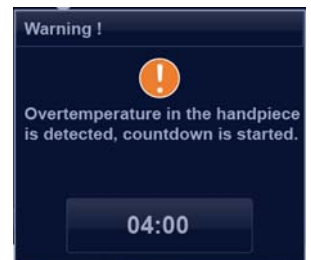 Warning !
Overtemperature in the handpiece
is detected, countdown is started.
04:00